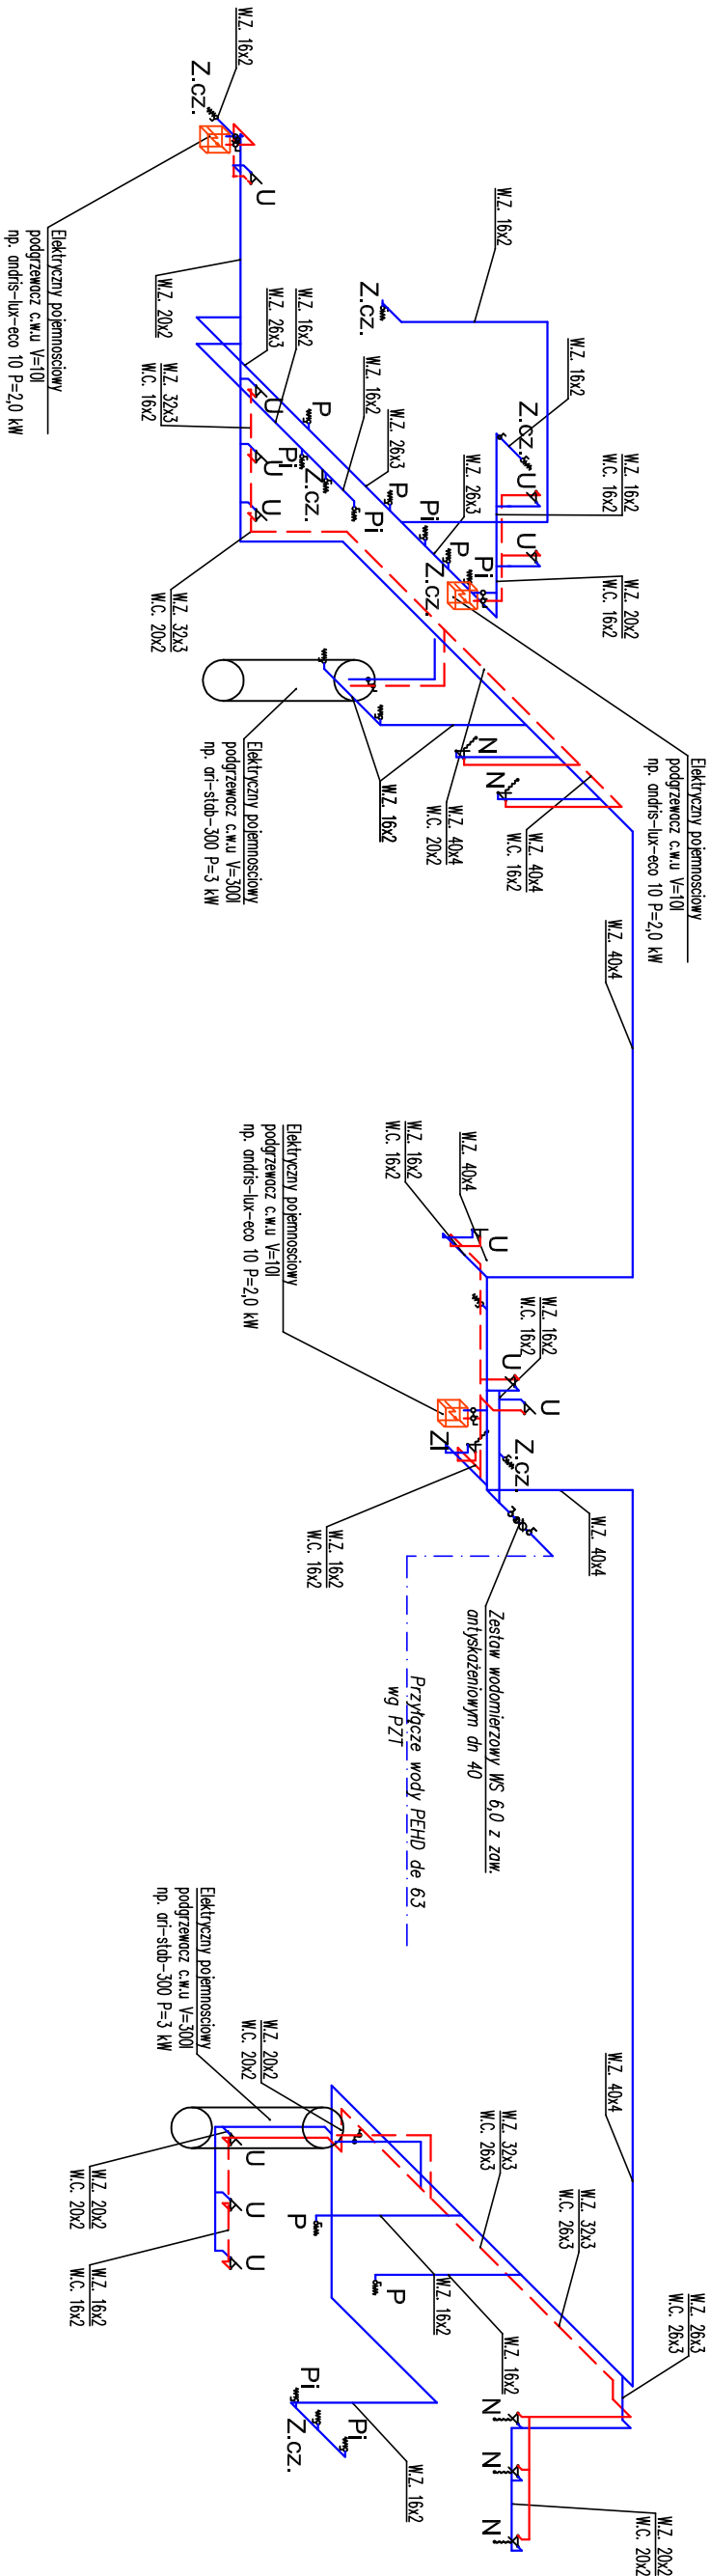 W.Z. 16x2
Z.cz.
U
Elektryczny pojemnosciowy
podgrzewacz c.w.u V=10l
np. andris-lux-eco 10 P=2,0 kW
W.Z. 20x2
W.Z. 26x3
W.Z. 16x2
W.Z. 32x3
W.C. 16x2
U
U
U
W.Z. 16x2
Z.cz.
P
W.Z. 16x2
W.Z. 26x3
Pi
Z.cz.
Pi
P
W.Z. 16x2
Z.cz.
W.Z. 16x2
W.C. 16x2
U
W.Z. 26x3
Pi
P
Z.cz.
Pi
U
W.Z. 20x2
W.C. 16x2
W.Z. 32x3
W.C. 20x2
Elektryczny pojemnosciowy
podgrzewacz c.w.u V=10l
np. andris-lux-eco 10 P=2,0 kW
Elektryczny pojemnosciowy
podgrzewacz c.w.u V=300l
np. ari-stab-300 P=3 kW
W.Z. 16x2
N
N
W.Z. 40x4
W.C. 20x2
W.Z. 40x4
W.C. 16x2
W.Z. 40x4
W.Z. 16x2
W.C. 16x2
W.Z. 40x4
U
Elektryczny pojemnosciowy
podgrzewacz c.w.u V=10l
np. andris-lux-eco 10 P=2,0 kW
W.Z. 16x2
W.C. 16x2
U
U
Zl
Z.cz.
W.Z. 40x4
W.Z. 16x2
W.C. 16x2
Zestaw wodomierzowy WS 6,0 z zaw.
antyskażeniowym dn 40
Przyłącze wody PEHD de 63
wg PZT
Elektryczny pojemnosciowy
podgrzewacz c.w.u V=300l
np. ari-stab-300 P=3 kW
W.Z. 20x2
W.C. 20x2
U
U
U
W.Z. 20x2
W.C. 20x2
W.Z. 16x2
W.C. 16x2
W.Z. 40x4
W.Z. 32x3
W.C. 26x3
W.Z. 32x3
W.C. 26x3
P
P
W.Z. 16x2
W.Z. 16x2
W.Z. 26x3
W.C. 26x3
Pi
Z.cz.
Pi
W.Z. 16x2
N
N
N
W.Z. 20x2
W.C. 20x2